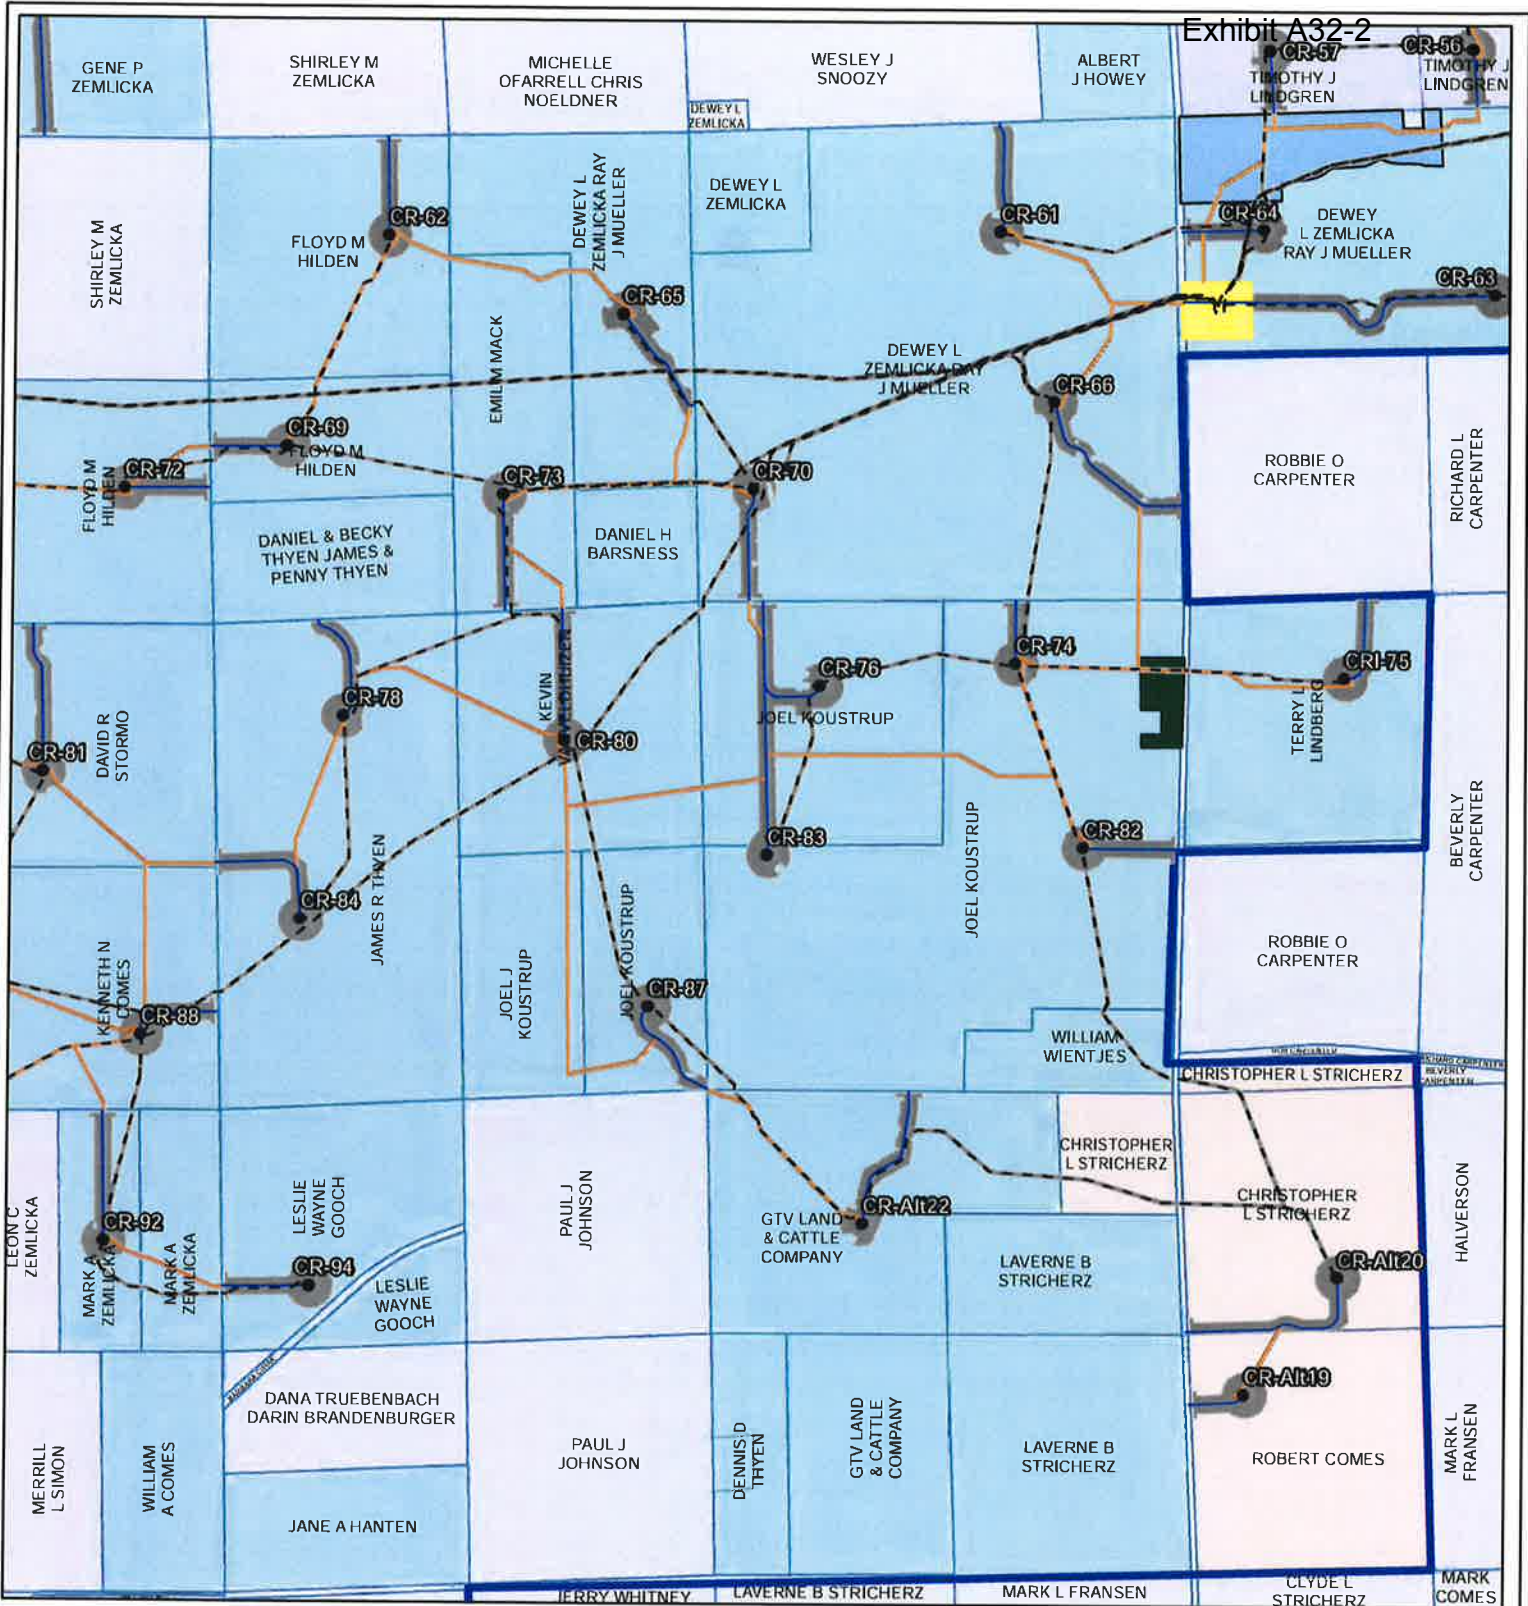 Exhibit A32-2
GENE P
ZEMLICKA
SHIRLEY M
ZEMLICKA
MICHELLE
OFARRELL CHRIS
NOELDNER
WESLEY J
SNOOZY
ALBERT
J HOWEY
CR-57
CR-56
TIMOTHY J
LINDGREN
TIMOTHY J
LINDGREN
DEWEY L
ZEMLICKA
SHIRLEY M
ZEMLICKA
CR-62
FLOYD M
HILDEN
DEWEY L
ZEMLICKA RAY
J MUELLER
DEWEY L
ZEMLICKA
CR-61
CR-64
DEWEY
L ZEMLICKA
RAY J MUELLER
CR-63
CR-65
EMIL M MACK
DEWEY L
ZEMLICKA RAY
J MUELLER
CR-66
CR-69
FLOYD M
HILDEN
FLOYD M
HILDEN
CR-72
CR-73
CR-70
ROBBIE O
CARPENTER
RICHARD L
CARPENTER
DANIEL & BECKY
THYEN JAMES &
PENNY THYEN
DANIEL H
BARSNESS
CR-74
CRI-75
CR-76
CR-78
KEVIN
JOEL KOUSTRUP
TERRY L
LINDBERG
CR-80
DAVID R
STORMO
CR-81
CR-83
CR-82
JOEL KOUSTRUP
BEVERLY
CARPENTER
JAMES R THYEN
CR-84
JOEL KOUSTRUP
JOEL J
KOUSTRUP
ROBBIE O
CARPENTER
KENNETH N
COMES
CR-88
CR-87
WILLIAM
WIENTJES
RICHARD CARPENTER
BEVERLY
CARPENTER
CHRISTOPHER L STRICHERZ
CHRISTOPHER
L STRICHERZ
CHRISTOPHER
L STRICHERZ
HALVERSON
LEON C
ZEMLICKA
CR-92
MARK A
ZEMLICKA
MARK A
ZEMLICKA
LESLIE
WAYNE
GOOCH
PAUL J
JOHNSON
CR-Alt22
GTV LAND
& CATTLE
COMPANY
LAVERNE B
STRICHERZ
CR-Alt20
CR-94
LESLIE
WAYNE
GOOCH
CR-Alt19
DANA TRUEBENBACH
DARIN BRANDENBURGER
MERRILL
L SIMON
WILLIAM
A COMES
PAUL J
JOHNSON
DENNIS D
THYEN
GTV LAND
& CATTLE
COMPANY
LAVERNE B
STRICHERZ
ROBERT COMES
MARK L
FRANSEN
JANE A HANTEN
JERRY WHITNEY
LAVERNE B STRICHERZ
MARK L FRANSEN
CLYDE L
STRICHERZ
MARK
COMES